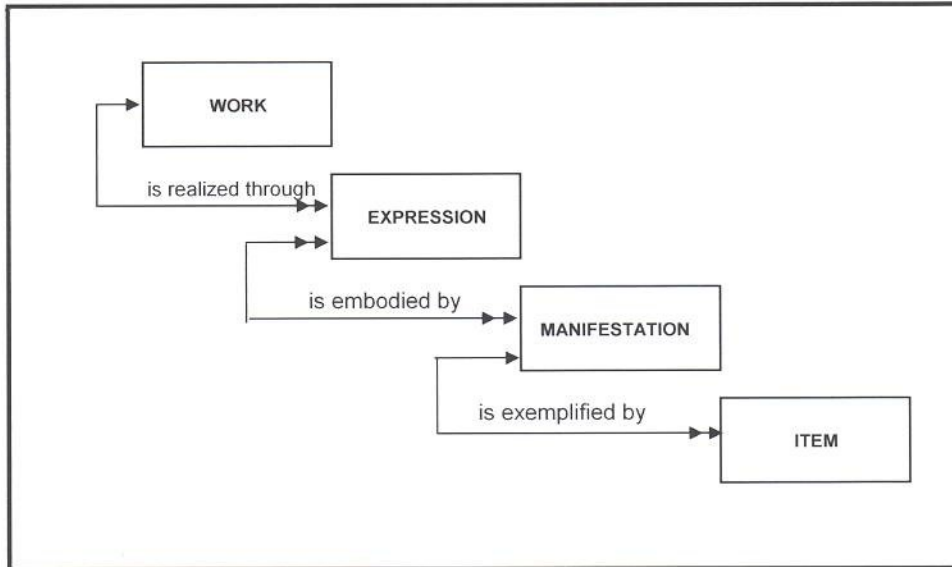 WORK
is realized through
EXPRESSION
is embodied by
MANIFESTATION
is exemplified by
ITEM